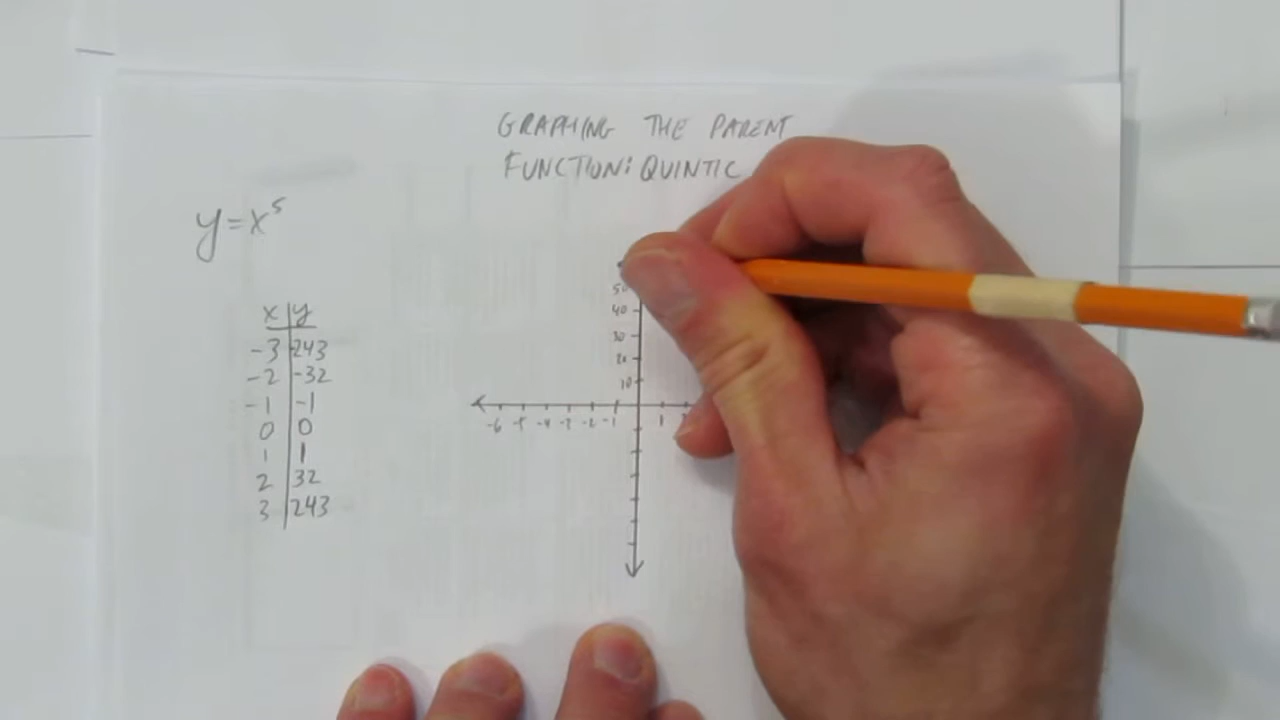 GRAPHING THE PARENT
FUNCTION: QUINTIC
y=x⁵
x y
-3 243
-2 -32
-1 -1
0 0
1 1
2 32
3 243
40
30
20
10
-6 -5 -4 -3 -2 -1 1